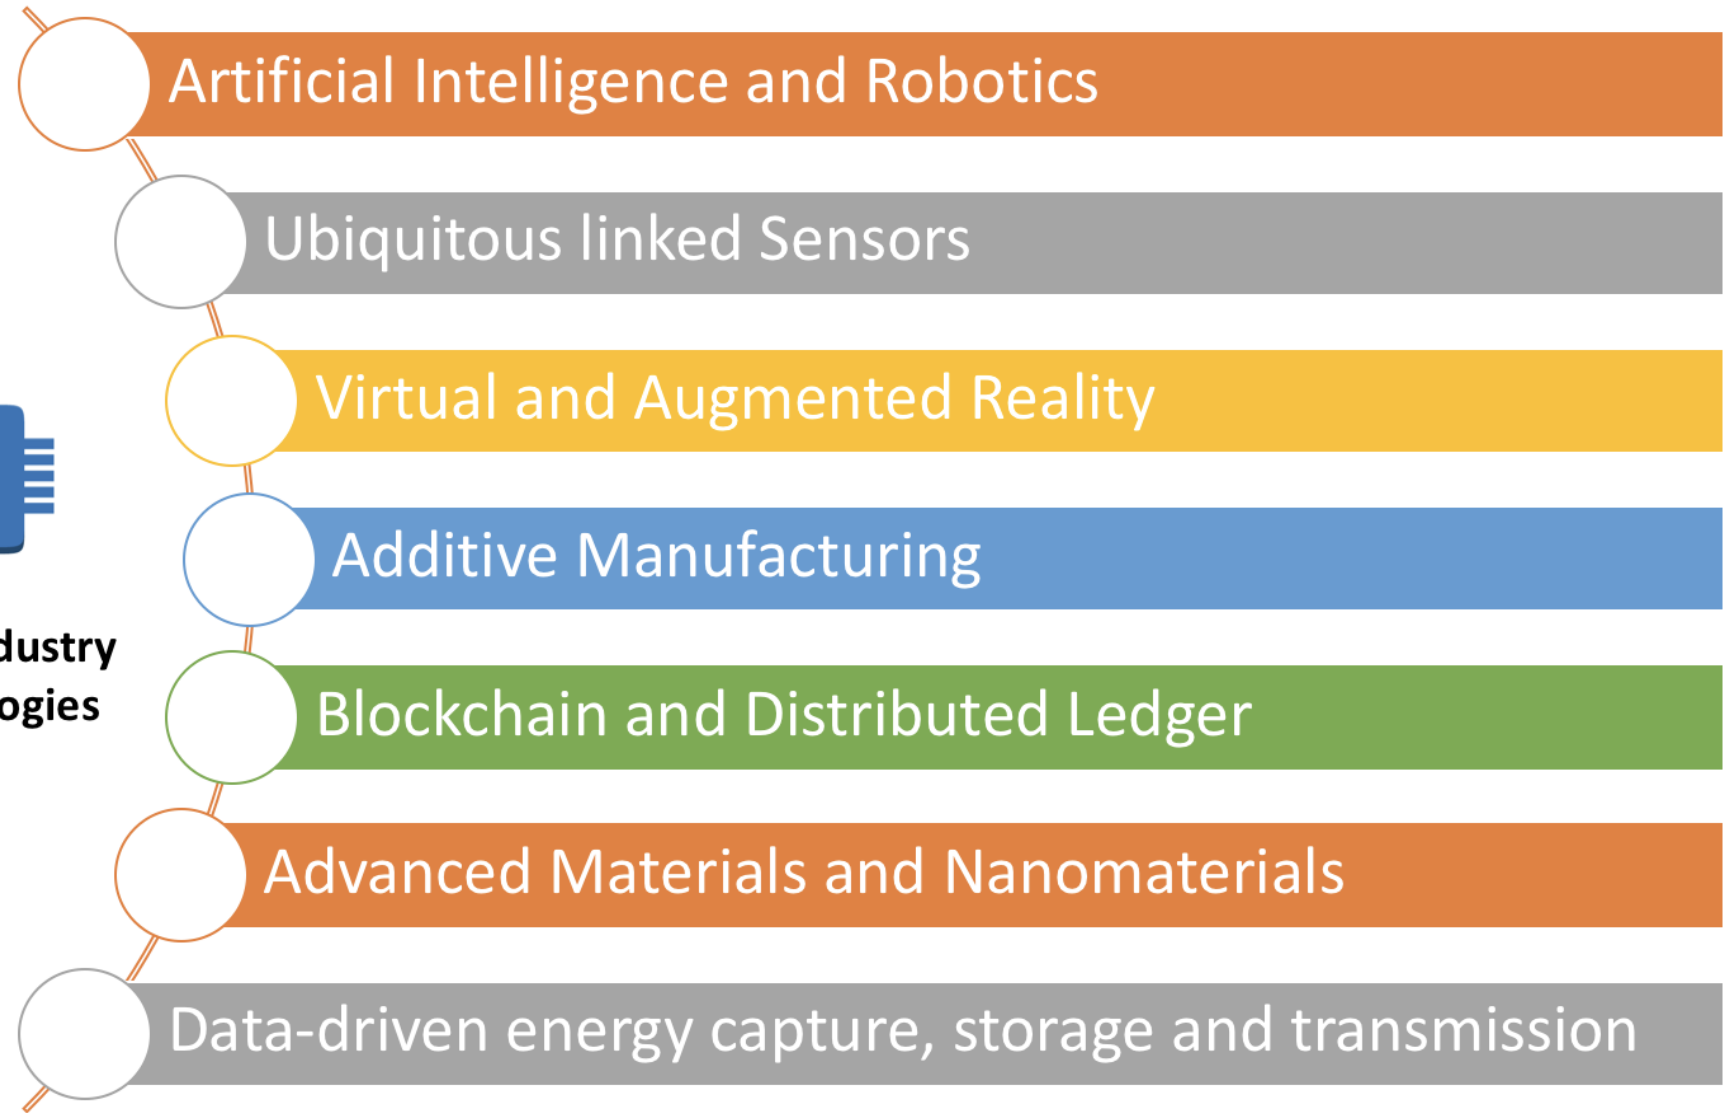 Artificial Intelligence and Robotics
Ubiquitous linked Sensors
Virtual and Augmented Reality
Additive Manufacturing
dustry
ogies
Blockchain and Distributed Ledger
Advanced Materials and Nanomaterials
Data-driven energy capture, storage and transmission